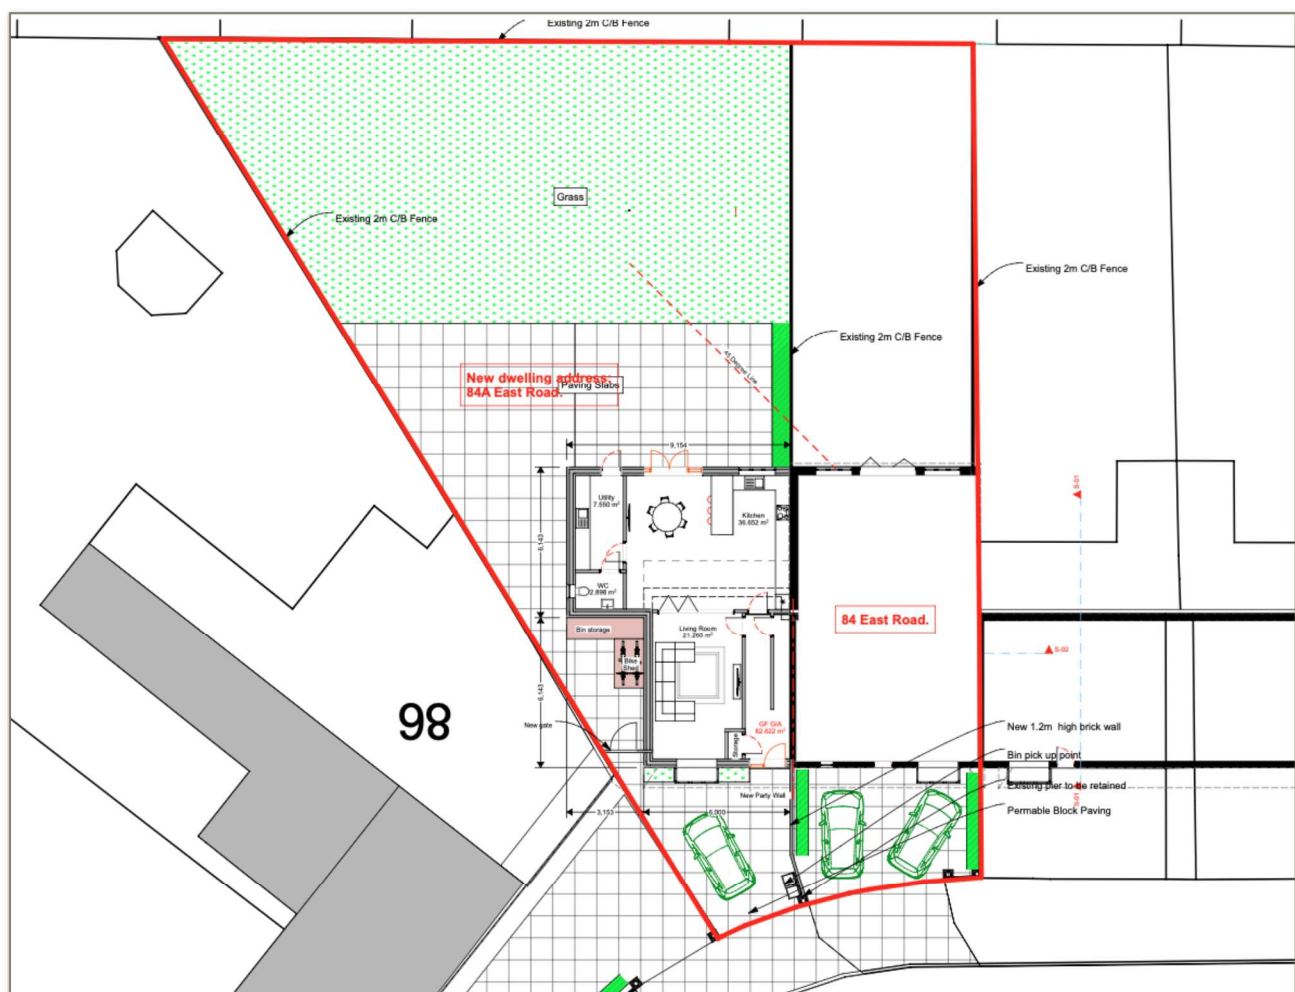 Existing 2m C/B Fence
Grass
Existing 2m C/B Fence
Existing 2m C/B Fence
Existing 2m C/B Fence
45 Degree Line
New dwelling address:
84A East Road.
Paving Slabs
9,154
S-01
Utility
7.550 m²
Kitchen
36.652 m²
6,143
WC
2.898 m²
84 East Road.
Bin storage
Living Room
21.260 m²
S-02
Bike
Shed
6,143
98
New gate
GF GIA
82.622 m²
Storage
New 1.2m high brick wall
Bin pick up point
Existing pier to be retained
S-01
New Party Wall
Permable Block Paving
3,153
6,000